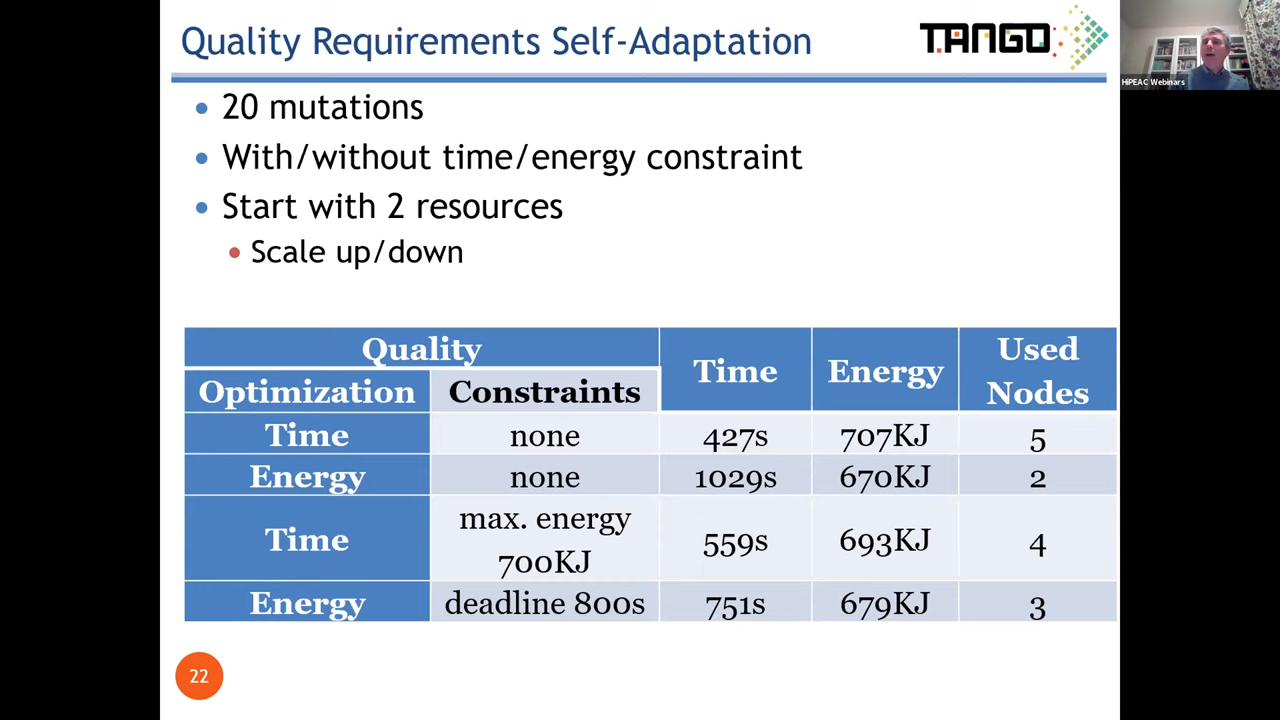 Quality Requirements Self-Adaptation
TANGO
HiPEAC Webinars
20 mutations
With/without time/energy constraint
Start with 2 resources
Scale up/down
Quality Time Energy Used Nodes
Optimization Constraints
Time none 427s 707KJ 5
Energy none 1029s 670KJ 2
Time max. energy 700KJ 559s 693KJ 4
Energy deadline 800s 751s 679KJ 3
22